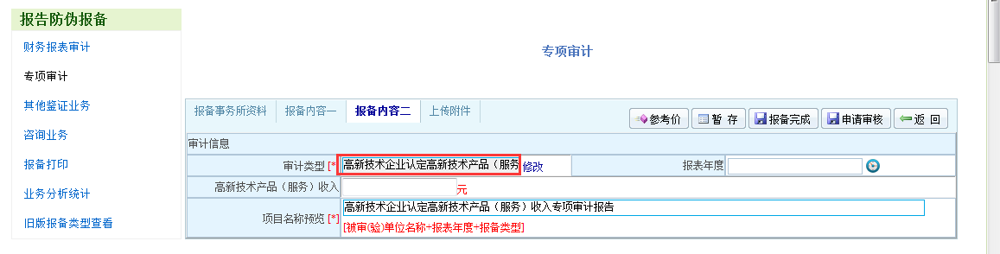 报告防伪报备
财务报表审计
专项审计
其他鉴证业务
咨询业务
报备打印
业务分析统计
旧版报备类型查看
专项审计
报备事务所资料 报备内容一 报备内容二 上传附件
参考价 暂 存 报备完成 申请审核 返 回
审计信息
审计类型 [* 高新技术企业认定高新技术产品（服务 修改 报表年度
高新技术产品（服务）收入 元
项目名称预览 [*] 高新技术企业认定高新技术产品（服务）收入专项审计报告
[被审(验)单位名称+报表年度+报备类型]